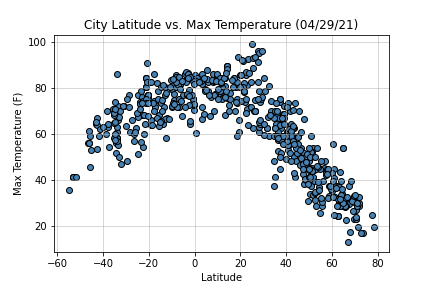 City Latitude vs. Max Temperature (04/29/21)
100
80
60
40
20
Max Temperature (F)
−60 −40 −20 0 20 40 60 80
Latitude